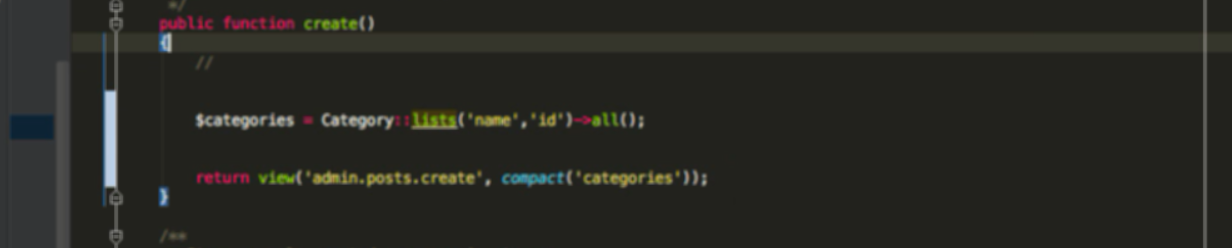 */
public function create()
{
//
$categories = Category::lists('name','id')->all();
return view('admin.posts.create', compact('categories'));
}
/**